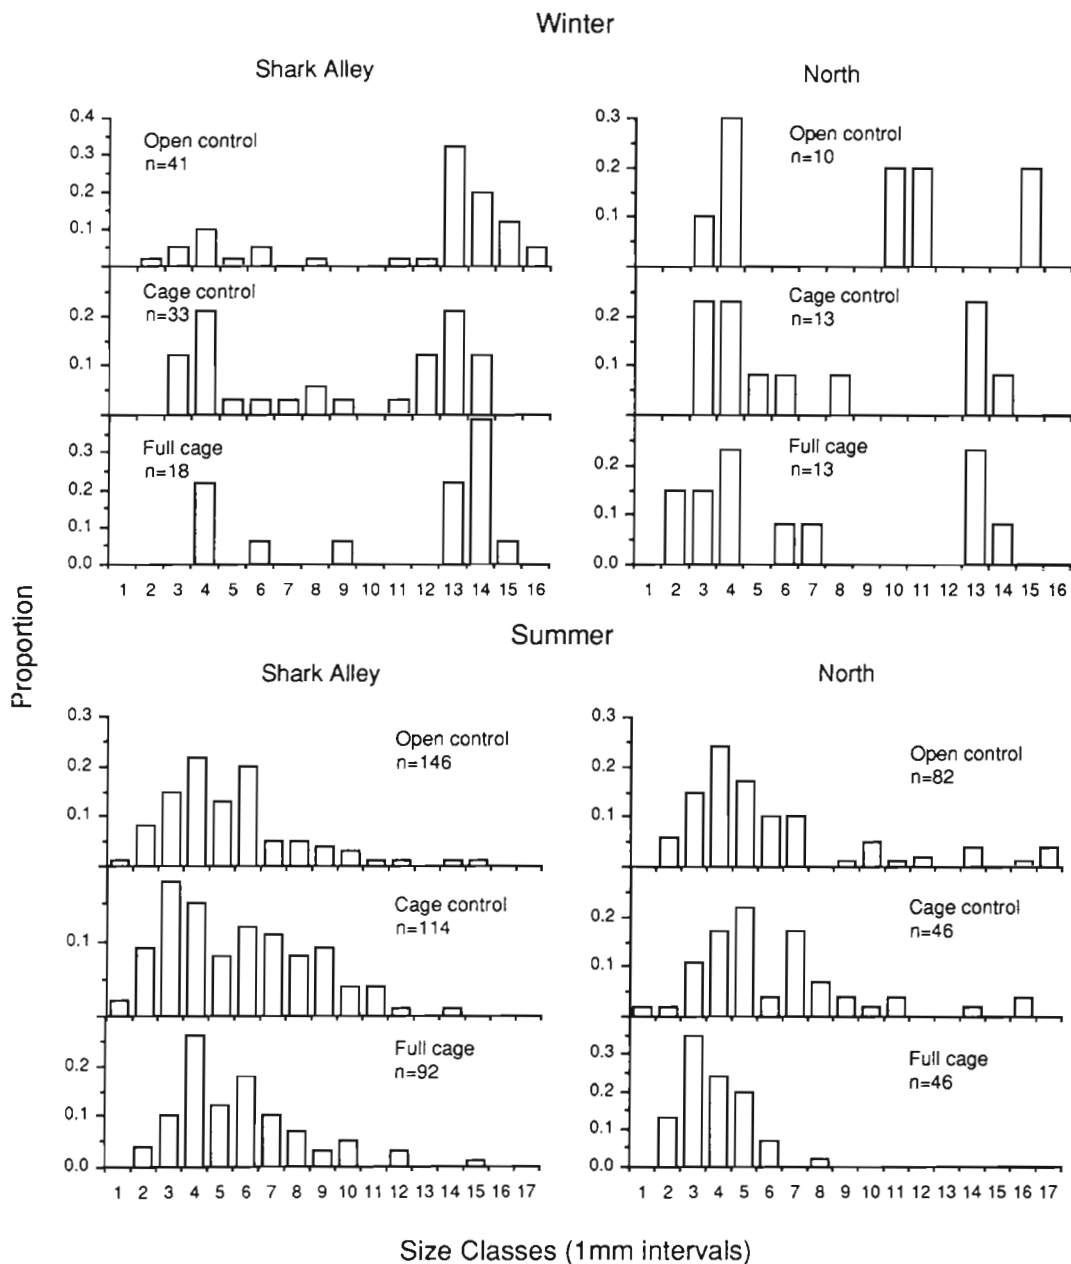 Winter
Shark Alley
North
0.4
0.3
0.2
0.1
Open control
n=41
0.3
0.2
0.1
Open control
n=10
0.2
0.1
Cage control
n=33
0.2
0.1
Cage control
n=13
0.3
0.2
0.1
0.0
Full cage
n=18
0.2
0.1
0.0
Full cage
n=13
1 2 3 4 5 6 7 8 9 10 11 12 13 14 15 16
1 2 3 4 5 6 7 8 9 10 11 12 13 14 15 16
Proportion
Summer
Shark Alley
North
0.3
0.2
0.1
Open control
n=146
0.3
0.2
0.1
Open control
n=82
0.1
Cage control
n=114
0.2
0.1
Cage control
n=46
0.2
0.1
0.0
Full cage
n=92
0.3
0.2
0.1
0.0
Full cage
n=46
1 2 3 4 5 6 7 8 9 10 11 12 13 14 15 16 17
1 2 3 4 5 6 7 8 9 10 11 12 13 14 15 16 17
Size Classes (1mm intervals)